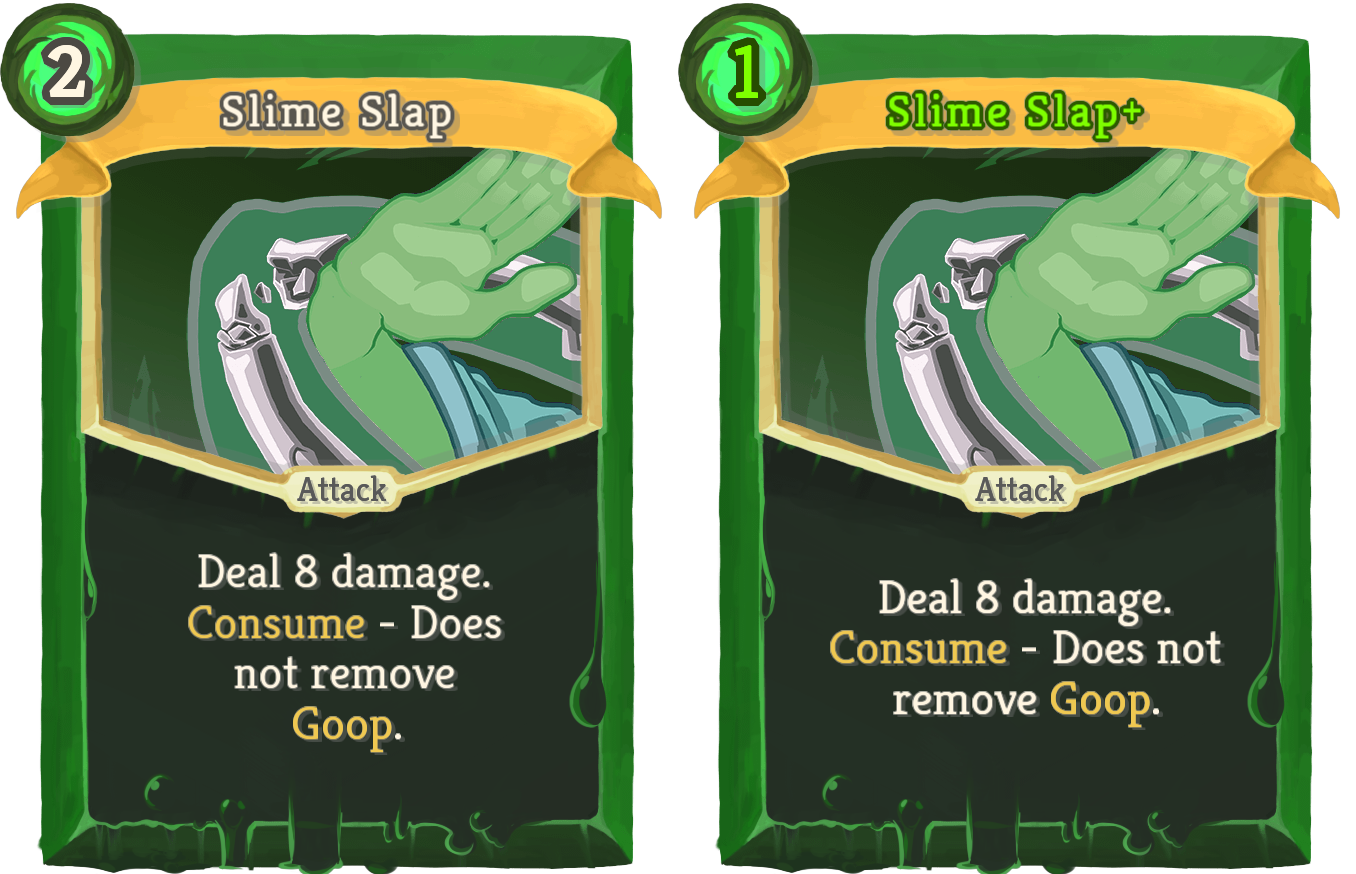 2
Slime Slap
Attack
Deal 8 damage.
Consume - Does
not remove
Goop.
1
Slime Slap+
Attack
Deal 8 damage.
Consume - Does not
remove Goop.